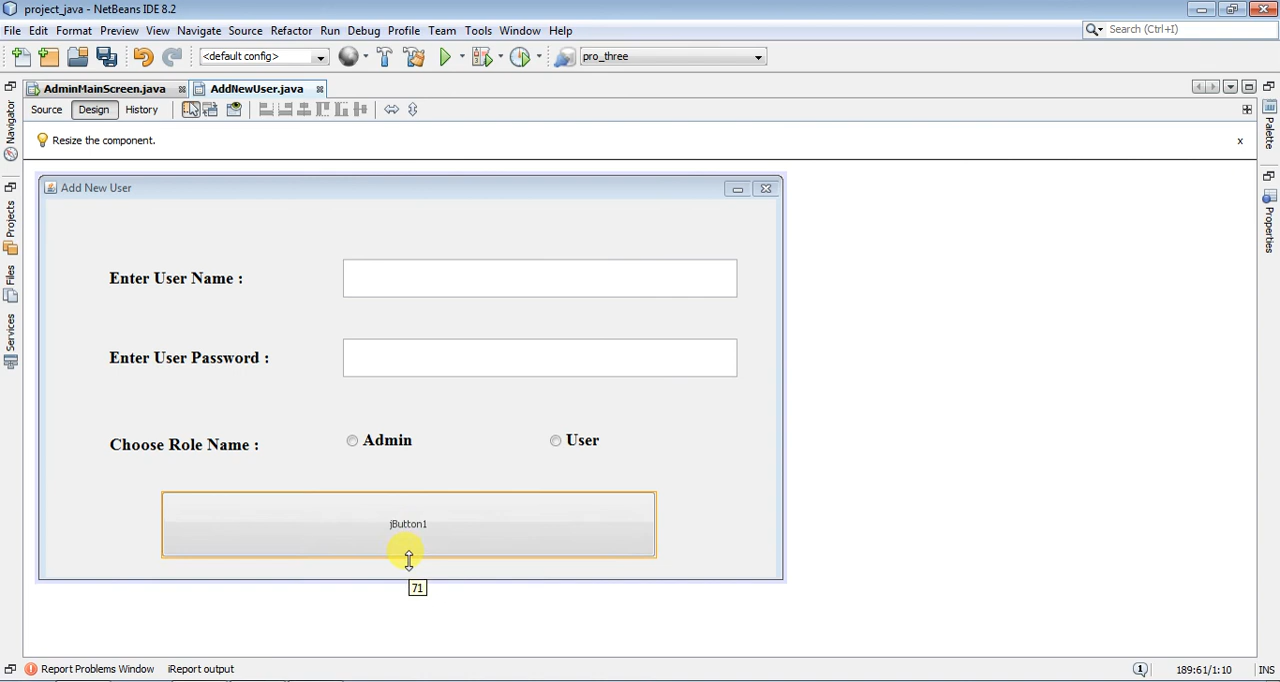 project_java - NetBeans IDE 8.2
File Edit Format Preview View Navigate Source Refactor Run Debug Profile Team Tools Window Help
Search (Ctrl+I)
<default config>
pro_three
AdminMainScreen.java
AddNewUser.java
Source Design History
Resize the component.
x
Navigator
Projects
Files
Services
Palette
Properties
Add New User
Enter User Name :
Enter User Password :
Choose Role Name :
Admin
User
jButton1
71
Report Problems Window
iReport output
1
189:61/1:10
INS